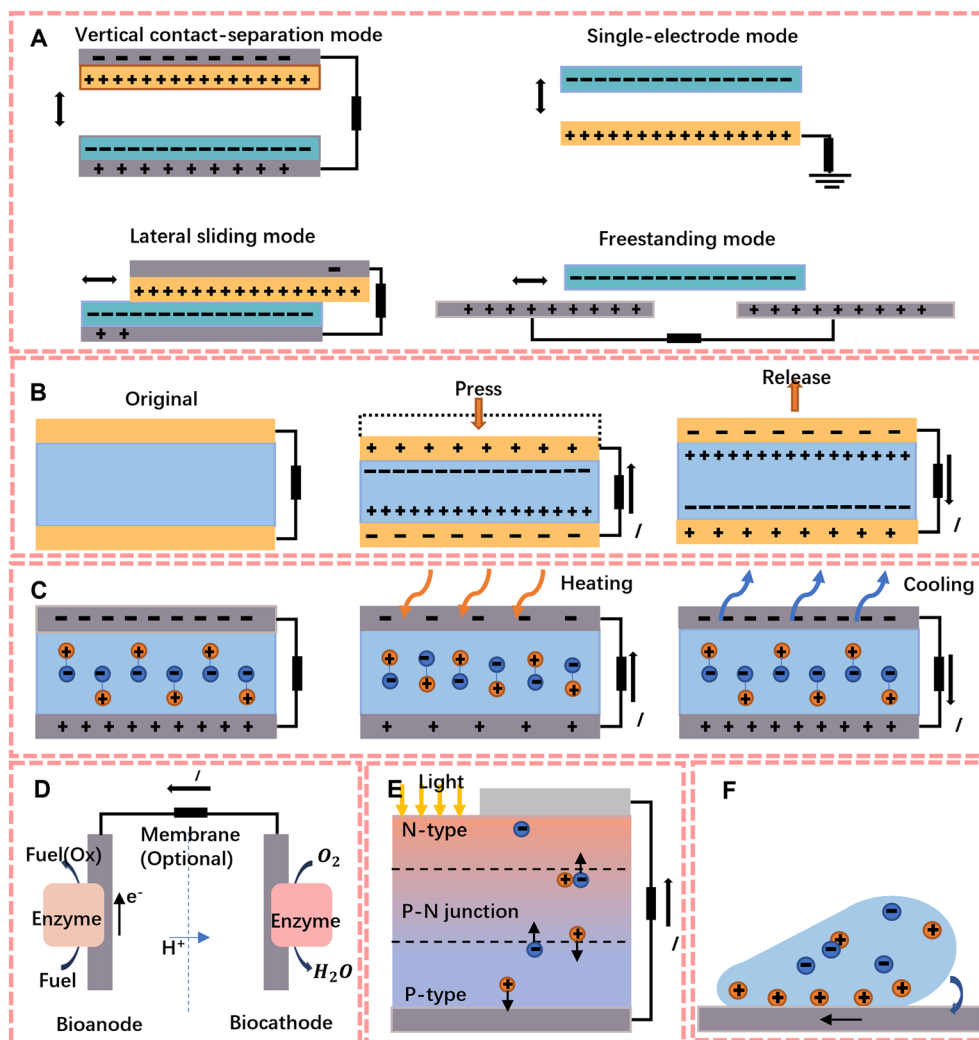 A
Vertical contact-separation mode
Single-electrode mode
Lateral sliding mode
Freestanding mode
B
Original
Press
Release
I
I
C
Heating
Cooling
I
I
D
I
Membrane
(Optional)
Fuel(Ox)
O₂
e⁻
Enzyme
Enzyme
H⁺
Fuel
H₂O
Bioanode
Biocathode
E
Light
N-type
P-N junction
I
P-type
F